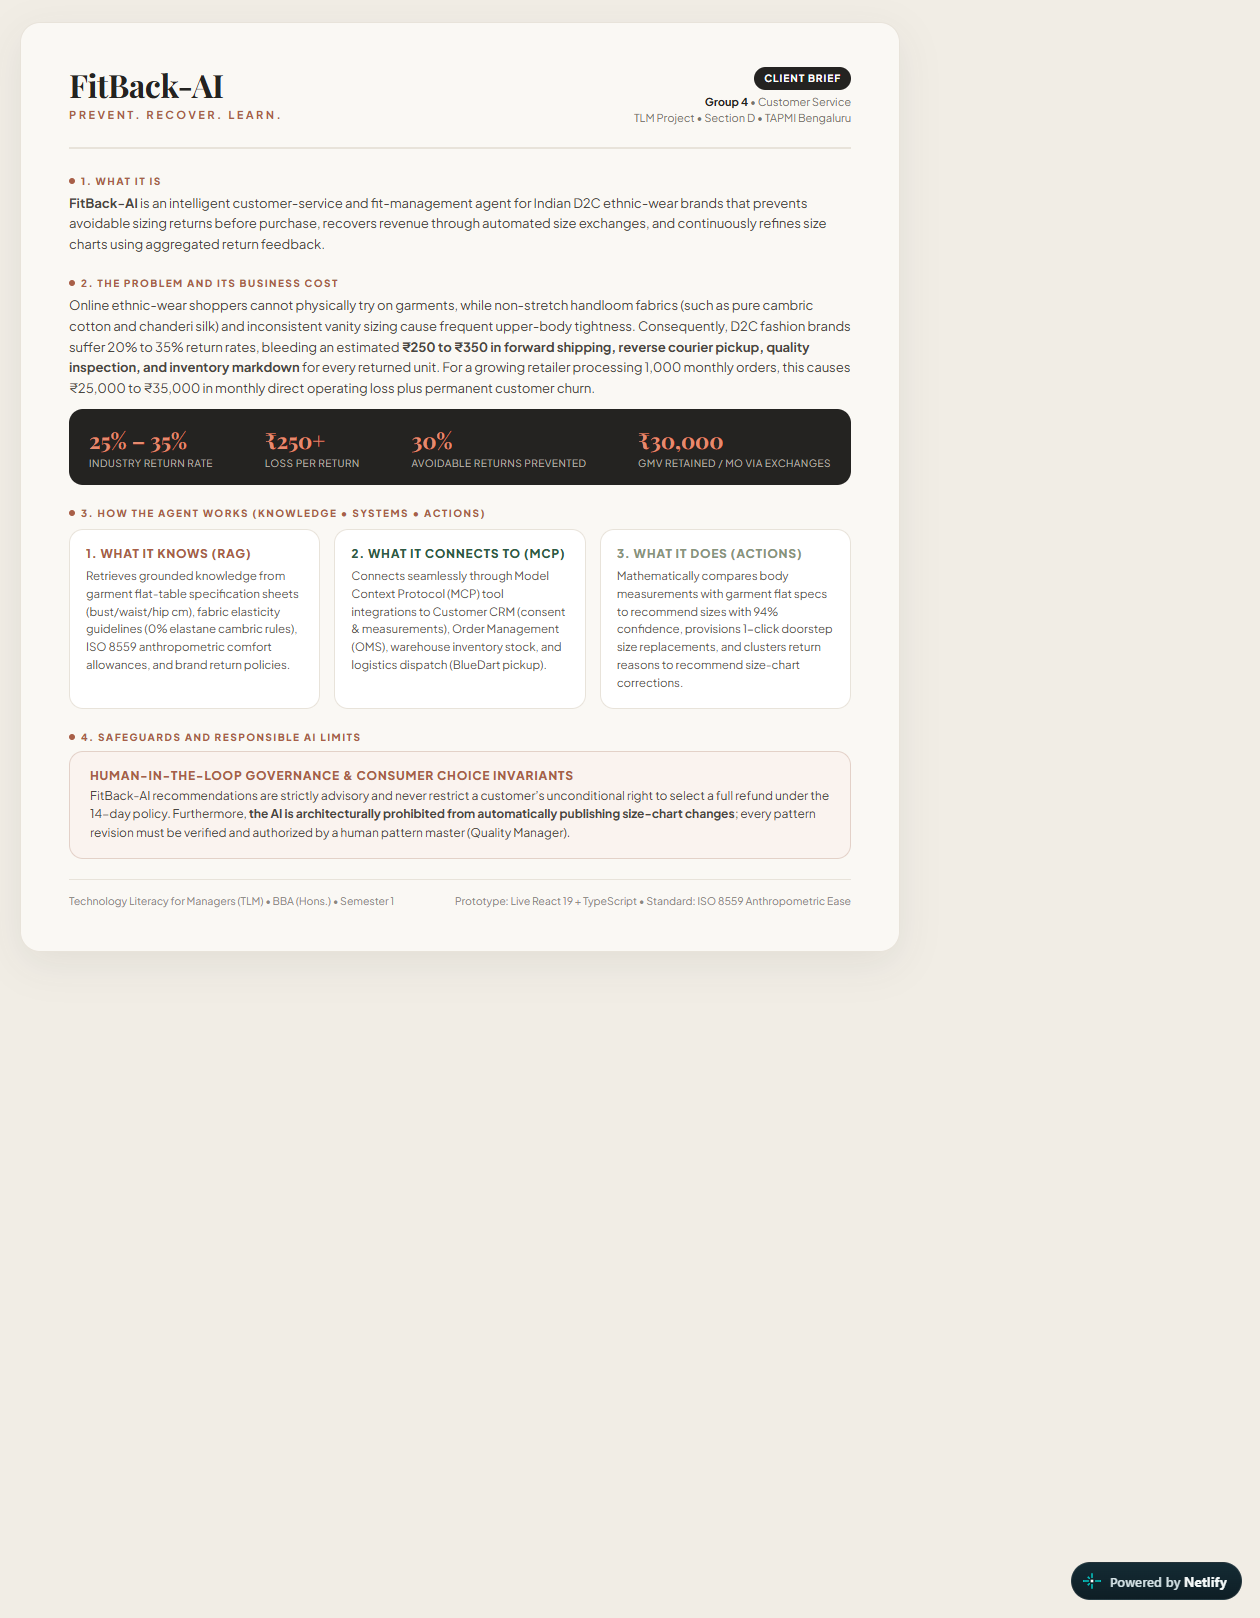 FitBack-AI
PREVENT. RECOVER. LEARN.
CLIENT BRIEF
Group 4 • Customer Service
TLM Project • Section D • TAPMI Bengaluru
• 1. WHAT IT IS
FitBack-AI is an intelligent customer-service and fit-management agent for Indian D2C ethnic-wear brands that prevents
avoidable sizing returns before purchase, recovers revenue through automated size exchanges, and continuously refines size
charts using aggregated return feedback.
• 2. THE PROBLEM AND ITS BUSINESS COST
Online ethnic-wear shoppers cannot physically try on garments, while non-stretch handloom fabrics (such as pure cambric
cotton and chanderi silk) and inconsistent vanity sizing cause frequent upper-body tightness. Consequently, D2C fashion brands
suffer 20% to 35% return rates, bleeding an estimated ₹250 to ₹350 in forward shipping, reverse courier pickup, quality
inspection, and inventory markdown for every returned unit. For a growing retailer processing 1,000 monthly orders, this causes
₹25,000 to ₹35,000 in monthly direct operating loss plus permanent customer churn.
25% – 35%
INDUSTRY RETURN RATE
₹250+
LOSS PER RETURN
30%
AVOIDABLE RETURNS PREVENTED
₹30,000
GMV RETAINED / MO VIA EXCHANGES
• 3. HOW THE AGENT WORKS (KNOWLEDGE • SYSTEMS • ACTIONS)
1. WHAT IT KNOWS (RAG)
Retrieves grounded knowledge from
garment flat-table specification sheets
(bust/waist/hip cm), fabric elasticity
guidelines (0% elastane cambric rules),
ISO 8559 anthropometric comfort
allowances, and brand return policies.
2. WHAT IT CONNECTS TO (MCP)
Connects seamlessly through Model
Context Protocol (MCP) tool
integrations to Customer CRM (consent
& measurements), Order Management
(OMS), warehouse inventory stock, and
logistics dispatch (BlueDart pickup).
3. WHAT IT DOES (ACTIONS)
Mathematically compares body
measurements with garment flat specs
to recommend sizes with 94%
confidence, provisions 1-click doorstep
size replacements, and clusters return
reasons to recommend size-chart
corrections.
• 4. SAFEGUARDS AND RESPONSIBLE AI LIMITS
HUMAN-IN-THE-LOOP GOVERNANCE & CONSUMER CHOICE INVARIANTS
FitBack-AI recommendations are strictly advisory and never restrict a customer's unconditional right to select a full refund under the
14-day policy. Furthermore, the AI is architecturally prohibited from automatically publishing size-chart changes; every pattern
revision must be verified and authorized by a human pattern master (Quality Manager).
Technology Literacy for Managers (TLM) • BBA (Hons.) • Semester 1
Prototype: Live React 19 + TypeScript • Standard: ISO 8559 Anthropometric Ease
Powered by Netlify